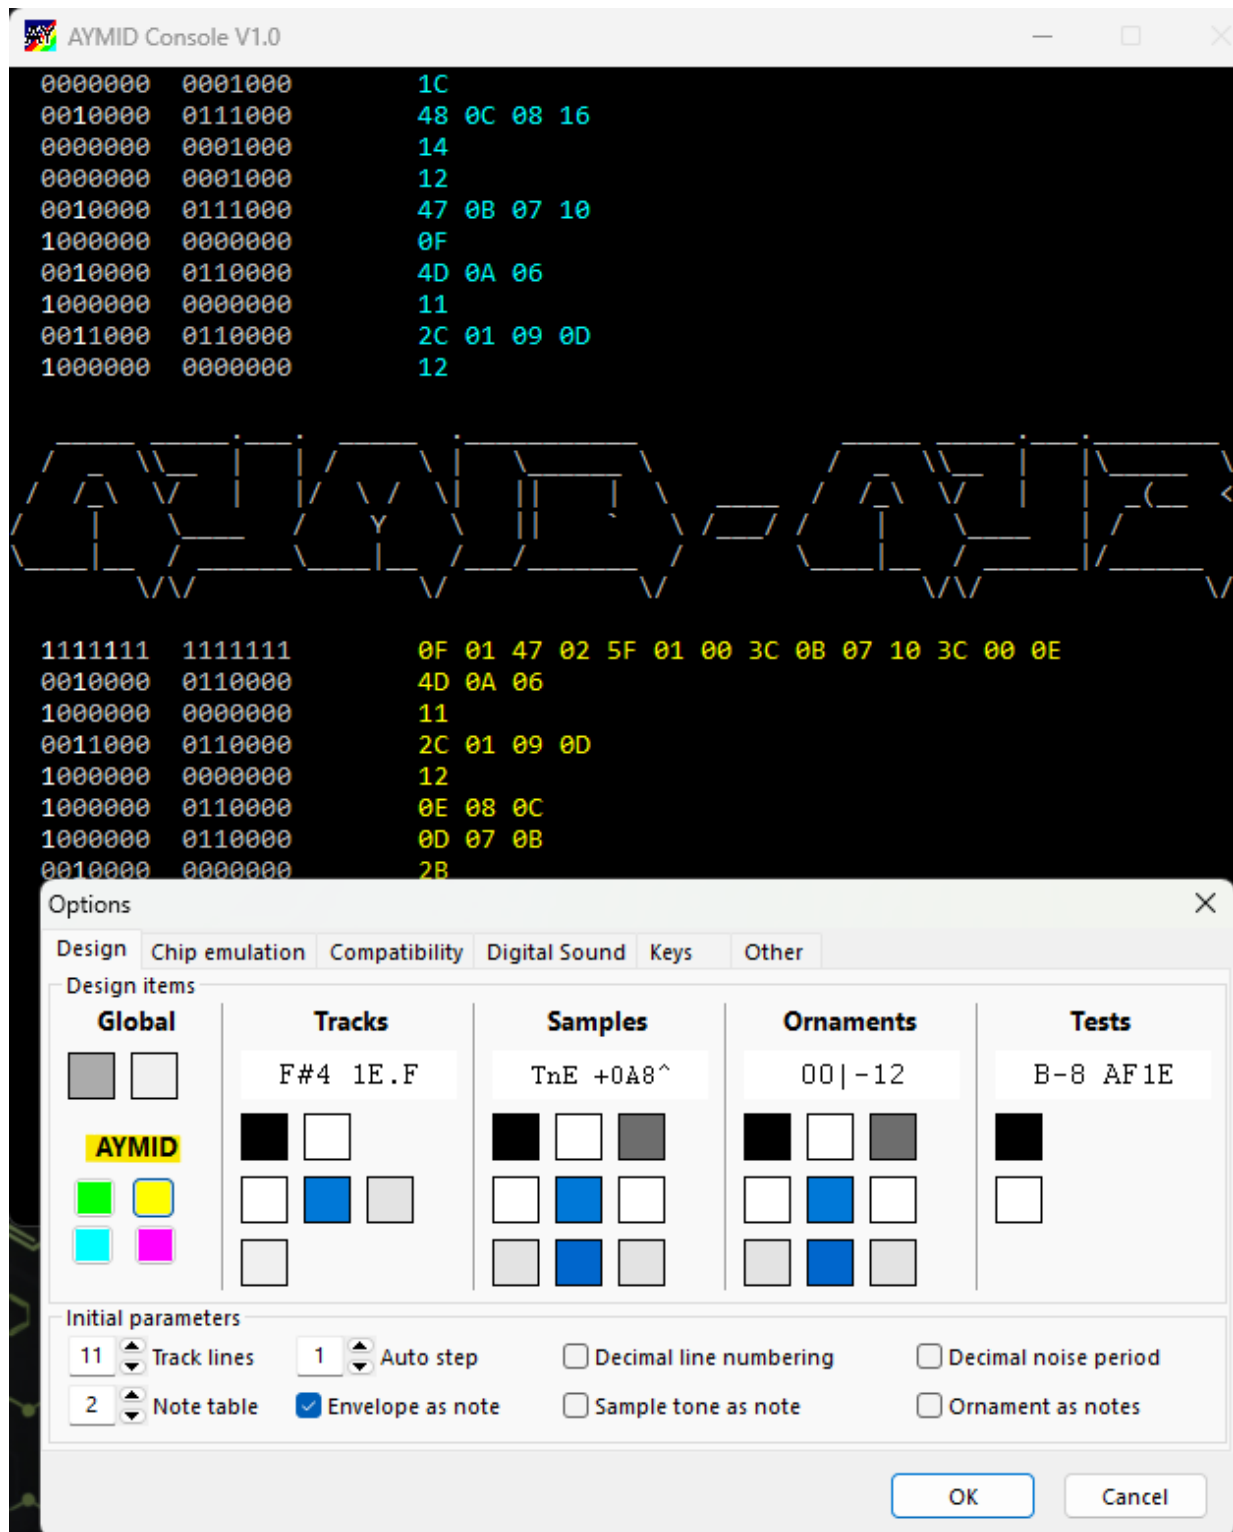 AYMID Console V1.0
0000000 0001000 1C
0010000 0111000 48 0C 08 16
0000000 0001000 14
0000000 0001000 12
0010000 0111000 47 0B 07 10
1000000 0000000 0F
0010000 0110000 4D 0A 06
1000000 0000000 11
0011000 0110000 2C 01 09 0D
1000000 0000000 12
AYMID-AY3
1111111 1111111 0F 01 47 02 5F 01 00 3C 0B 07 10 3C 00 0E
0010000 0110000 4D 0A 06
1000000 0000000 11
0011000 0110000 2C 01 09 0D
1000000 0000000 12
1000000 0110000 0E 08 0C
1000000 0110000 0D 07 0B
0010000 0000000 2B
Options
Design Chip emulation Compatibility Digital Sound Keys Other
Design items
Global Tracks Samples Ornaments Tests
F#4 1E.F TnE +0A8^ 00|-12 B-8 AF1E
AYMID
Initial parameters
11 Track lines 1 Auto step Decimal line numbering Decimal noise period
2 Note table Envelope as note Sample tone as note Ornament as notes
OK Cancel